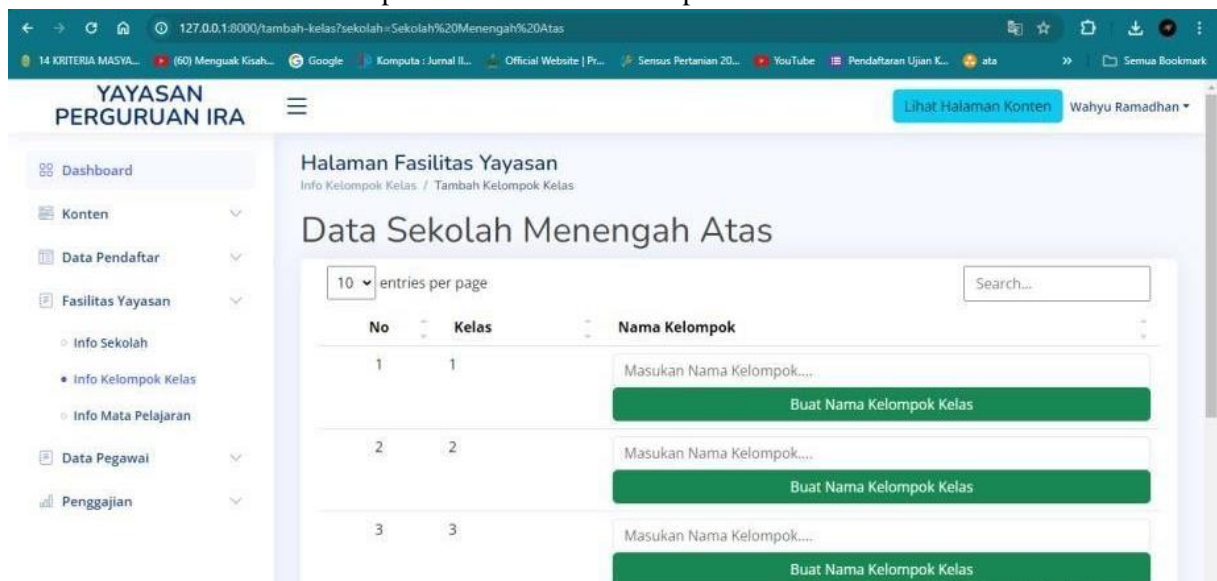 127.0.0.1:8000/tambah-kelas?sekolah=Sekolah%20Menengah%20Atas
14 KRITERIA MASYA... (60) Menguak Kisah... Google Komputa : Jurnal Il... Official Website | Pr... Sensus Pertanian 20... YouTube Pendaftaran Ujian K... ata » Semua Bookmark
YAYASAN
PERGURUAN IRA
Lihat Halaman Konten Wahyu Ramadhan
Dashboard
Konten
Data Pendaftar
Fasilitas Yayasan
Info Sekolah
Info Kelompok Kelas
Info Mata Pelajaran
Data Pegawai
Penggajian
Halaman Fasilitas Yayasan
Info Kelompok Kelas / Tambah Kelompok Kelas
Data Sekolah Menengah Atas
10 entries per page Search...
No Kelas Nama Kelompok
1 1 Masukan Nama Kelompok....
Buat Nama Kelompok Kelas
2 2 Masukan Nama Kelompok....
Buat Nama Kelompok Kelas
3 3 Masukan Nama Kelompok....
Buat Nama Kelompok Kelas